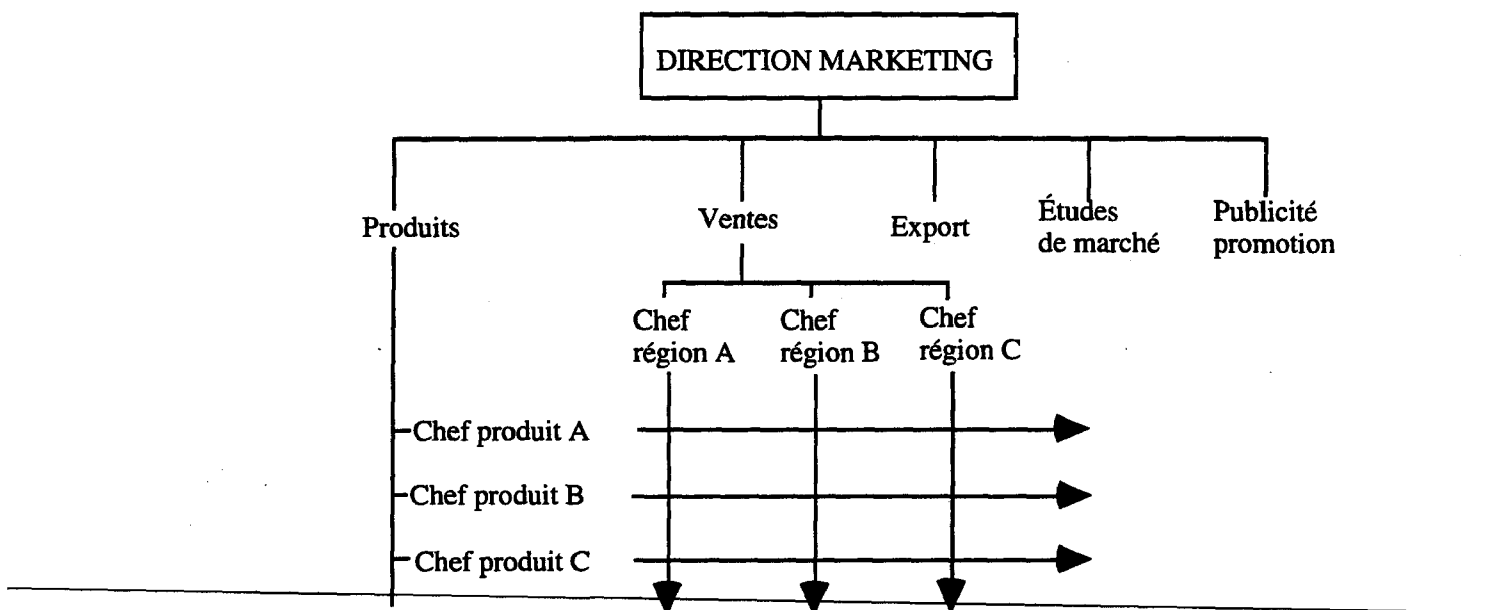 DIRECTION MARKETING
Produits
Ventes
Export
Études
de marché
Publicité
promotion
Chef
région A
Chef
région B
Chef
région C
Chef produit A
Chef produit B
Chef produit C